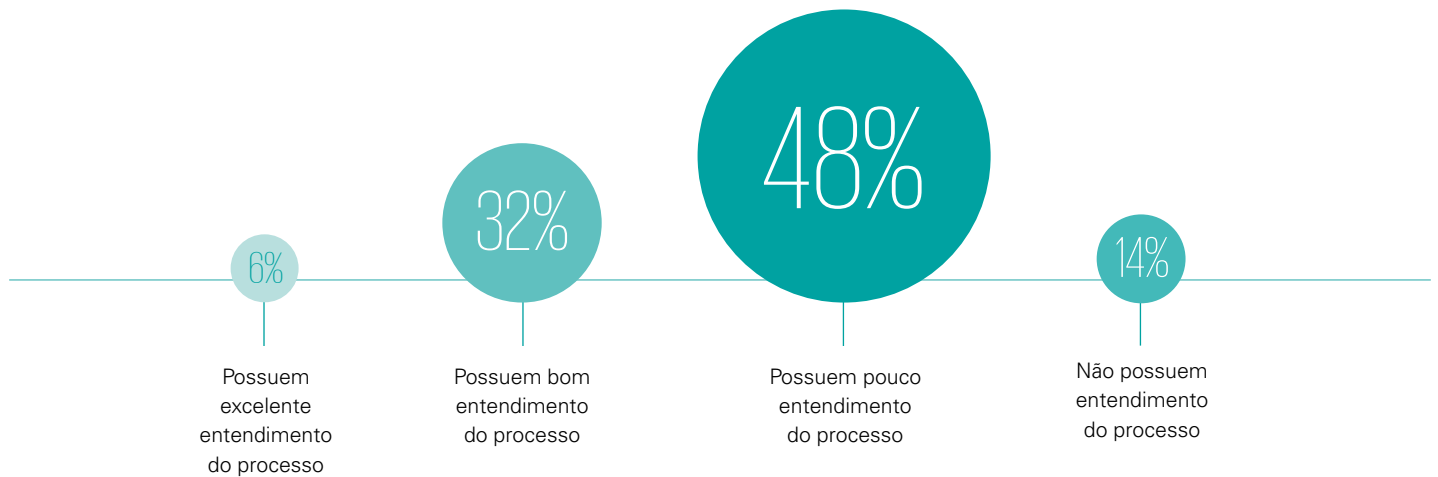 6%
32%
48%
14%
Possuem
excelente
entendimento
do processo
Possuem bom
entendimento
do processo
Possuem pouco
entendimento
do processo
Não possuem
entendimento
do processo